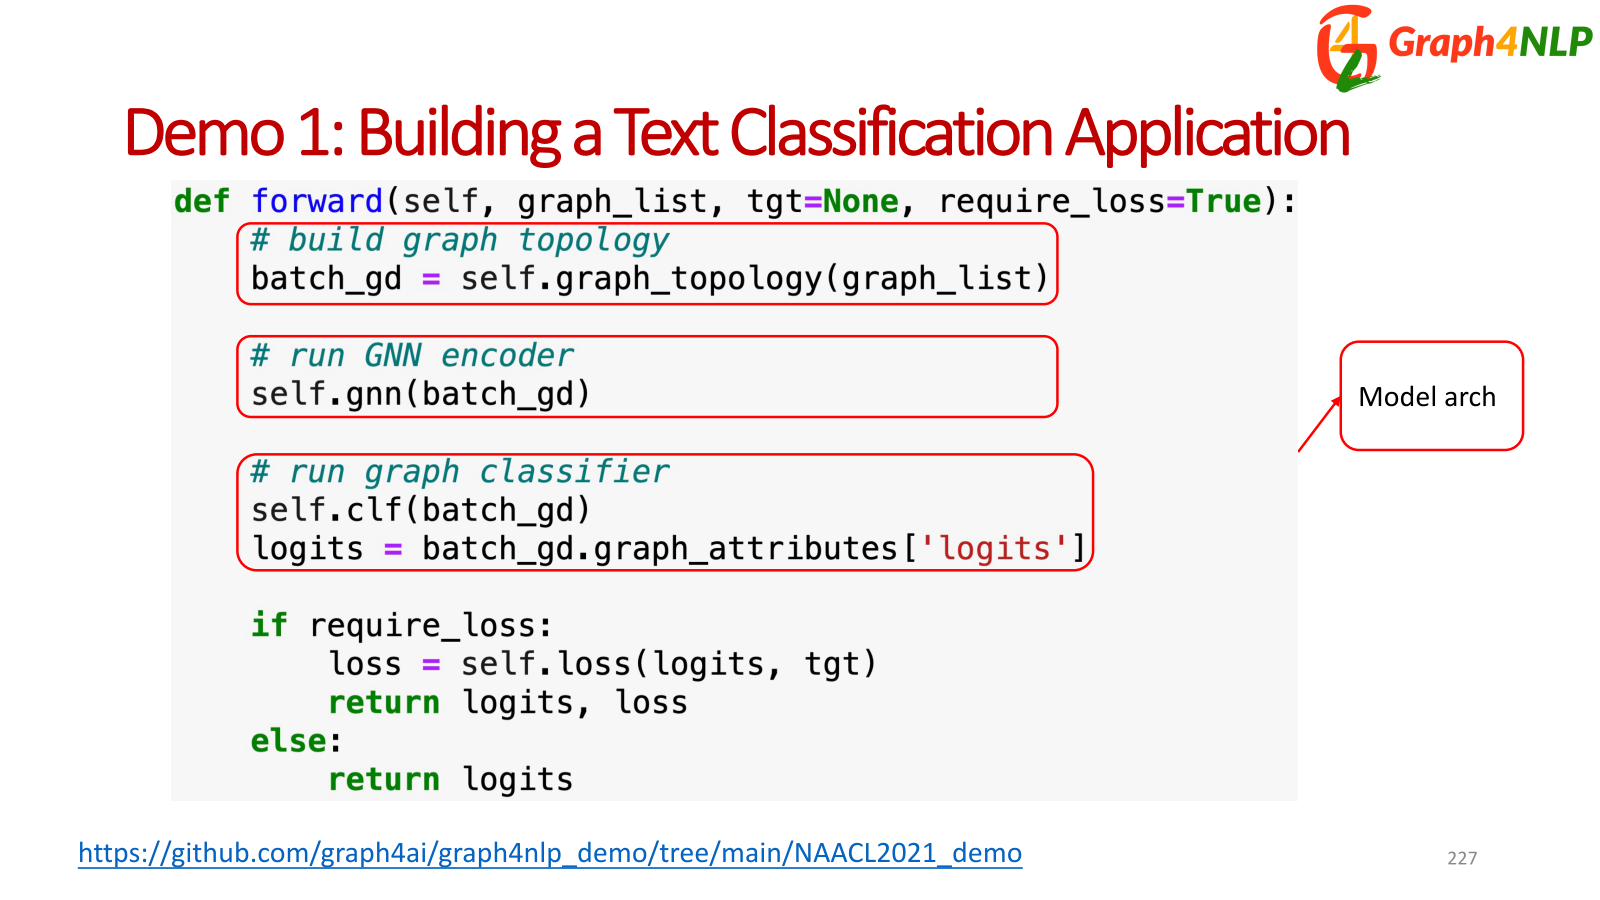 Graph4NLP
Demo 1: Building a Text Classification Application
def forward(self, graph_list, tgt=None, require_loss=True):
    # build graph topology
    batch_gd = self.graph_topology(graph_list)
    # run GNN encoder
    self.gnn(batch_gd)
    # run graph classifier
    self.clf(batch_gd)
    logits = batch_gd.graph_attributes['logits']
    if require_loss:
        loss = self.loss(logits, tgt)
        return logits, loss
    else:
        return logits
Model arch
https://github.com/graph4ai/graph4nlp_demo/tree/main/NAACL2021_demo
227